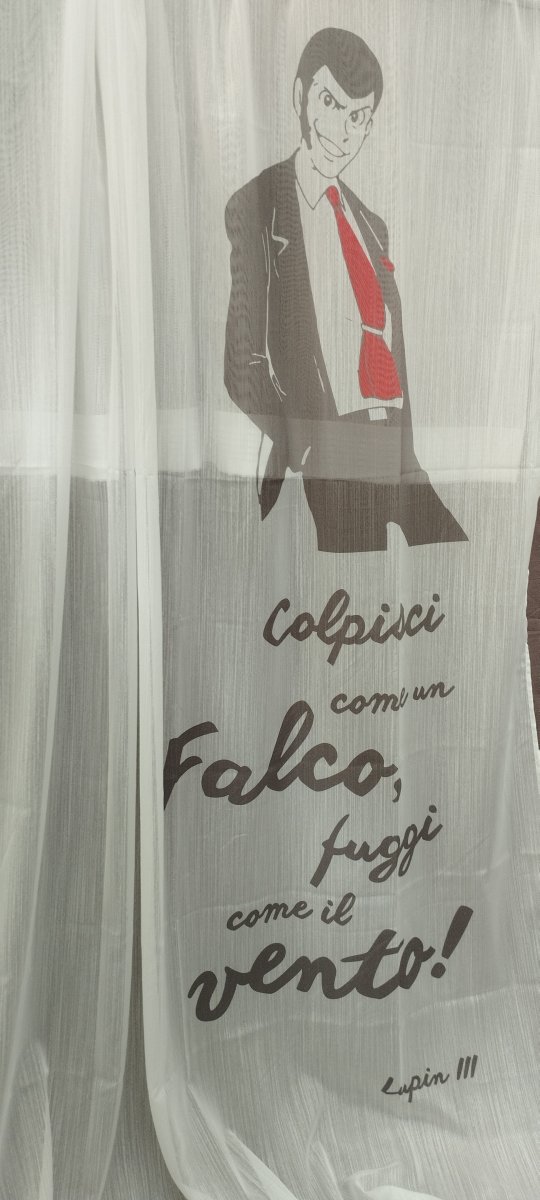 Colpisci
come un
Falco,
fuggi
come il
vento!
Lupin III